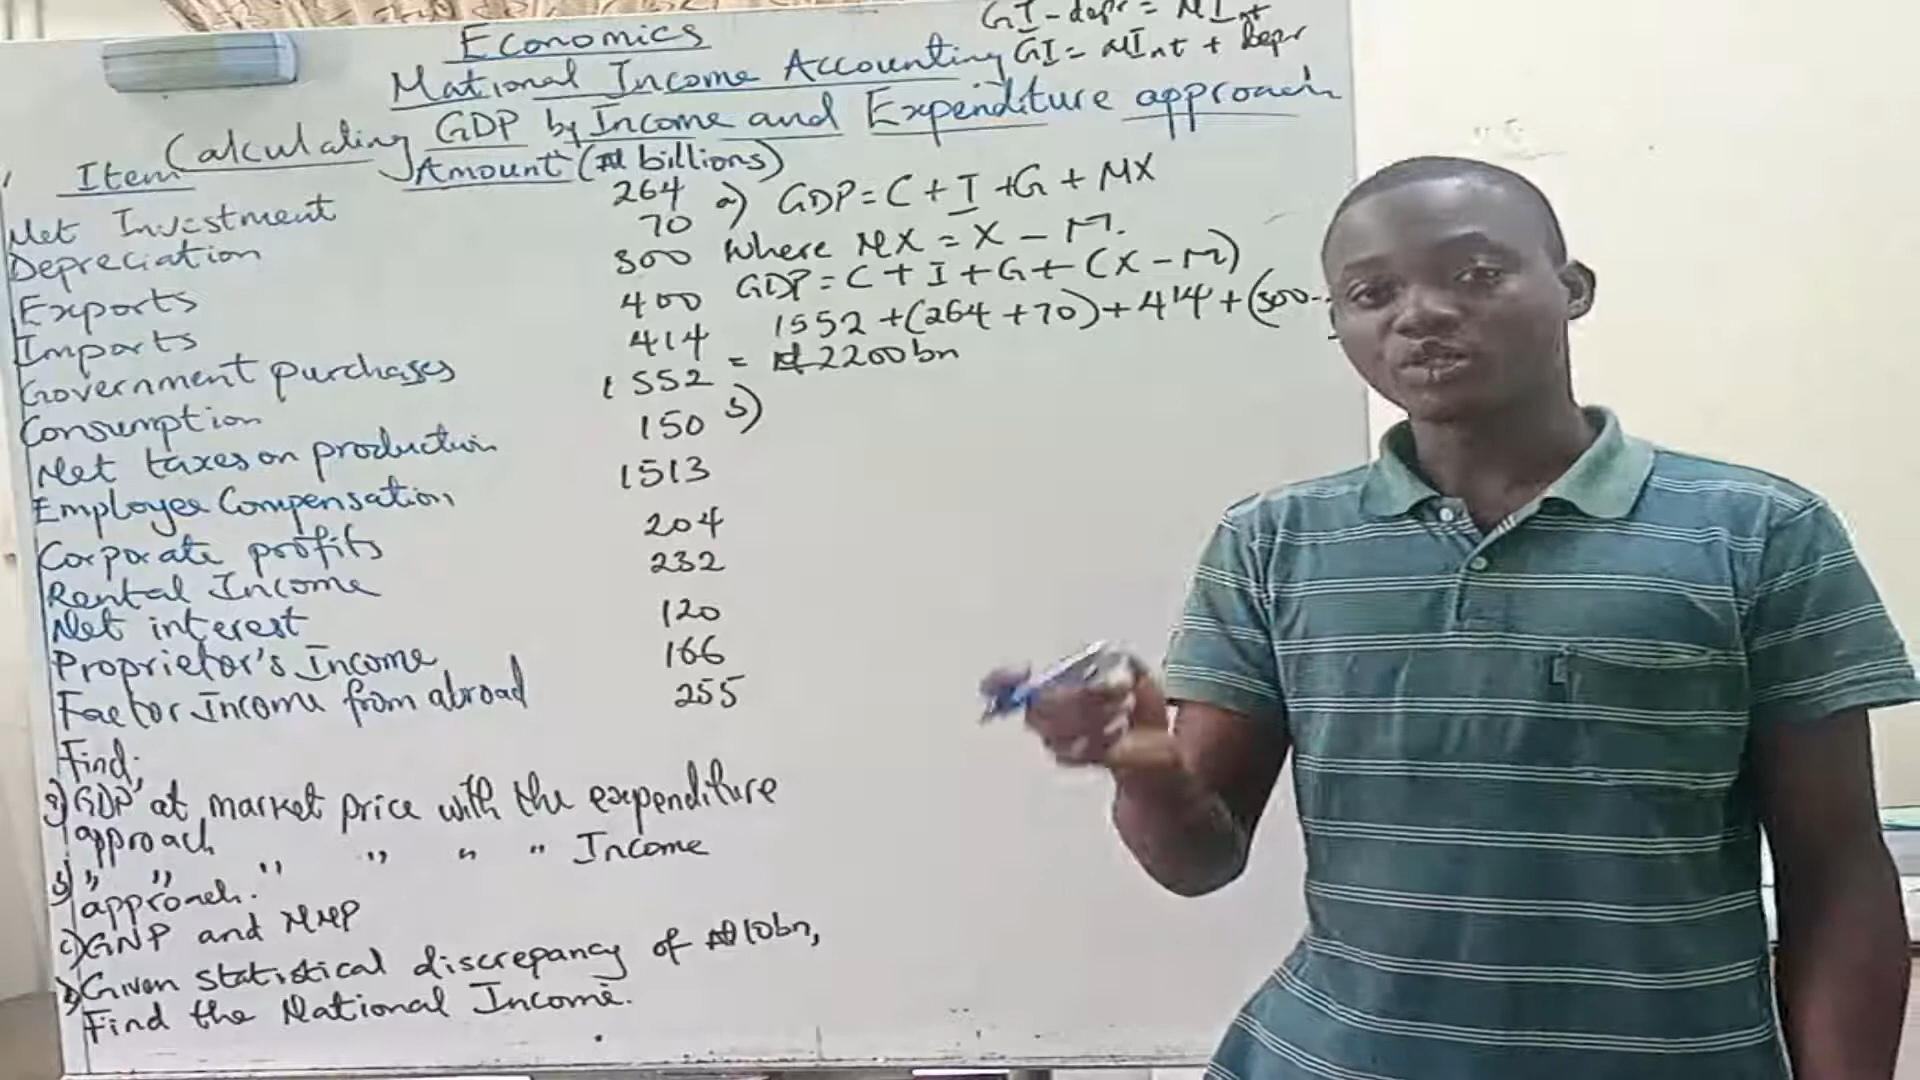 Economics
GI - depr = NInt
National Income Accounting
GI = NInt + Depr
Calculating GDP by Income and Expenditure approach
Item Amount (₦ billions)
Net Investment 264
Depreciation 70
Exports 300
Imports 400
Government purchases 414
Consumption 1552
Net taxes on production 150
Employee Compensation 1513
Corporate profits 204
Rental Income 232
Net interest 120
Proprietor's Income 166
Factor Income from abroad 255
a) GDP = C + I + G + NX
Where NX = X - M.
GDP = C + I + G + (X - M)
1552 + (264 + 70) + 414 + (300-
= ₦2200bn
b)
Find;
a) GDP at market price with the expenditure
approach
b) " " " " " " Income
approach.
c) GNP and NNP
d) Given statistical discrepancy of ₦10bn,
Find the National Income.